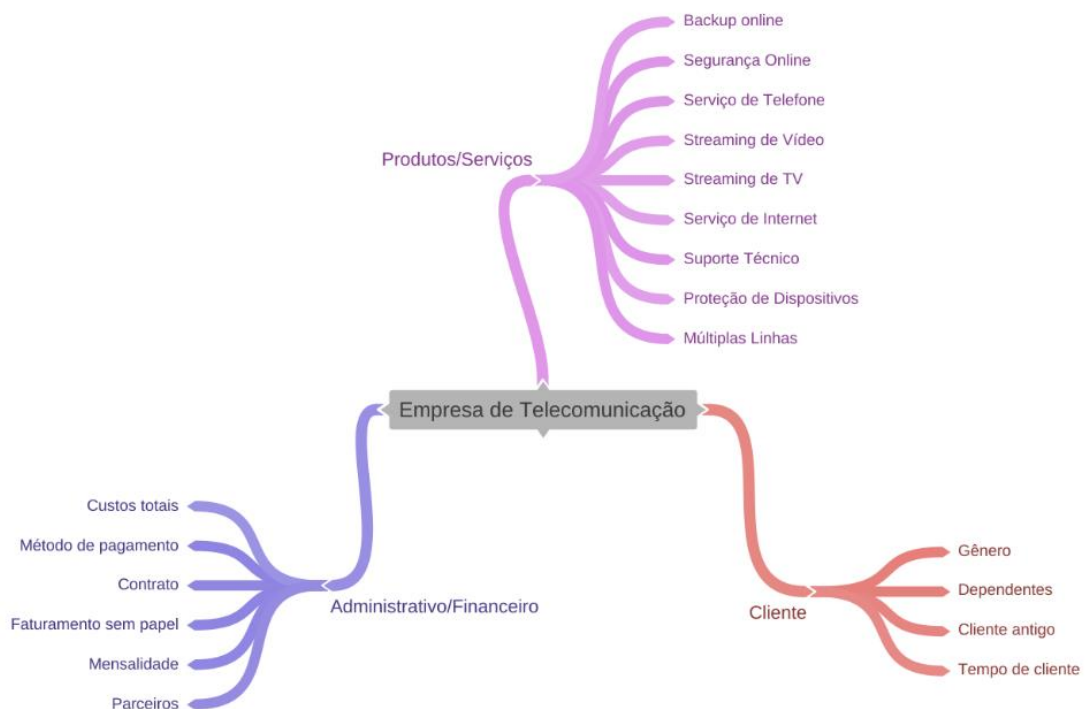 Backup online
Segurança Online
Serviço de Telefone
Streaming de Vídeo
Produtos/Serviços
Streaming de TV
Serviço de Internet
Suporte Técnico
Proteção de Dispositivos
Múltiplas Linhas
Empresa de Telecomunicação
Custos totais
Método de pagamento
Contrato
Administrativo/Financeiro
Faturamento sem papel
Mensalidade
Parceiros
Gênero
Dependentes
Cliente
Cliente antigo
Tempo de cliente